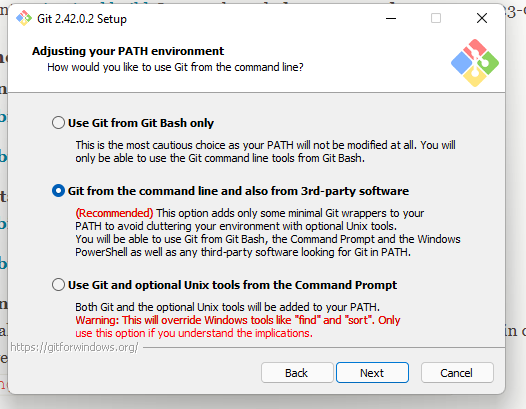 Git 2.42.0.2 Setup
Adjusting your PATH environment
How would you like to use Git from the command line?
Use Git from Git Bash only
This is the most cautious choice as your PATH will not be modified at all. You will
only be able to use the Git command line tools from Git Bash.
Git from the command line and also from 3rd-party software
(Recommended) This option adds only some minimal Git wrappers to your
PATH to avoid cluttering your environment with optional Unix tools.
You will be able to use Git from Git Bash, the Command Prompt and the Windows
PowerShell as well as any third-party software looking for Git in PATH.
Use Git and optional Unix tools from the Command Prompt
Both Git and the optional Unix tools will be added to your PATH.
Warning: This will override Windows tools like "find" and "sort". Only
use this option if you understand the implications.
https://gitforwindows.org/
Back Next Cancel